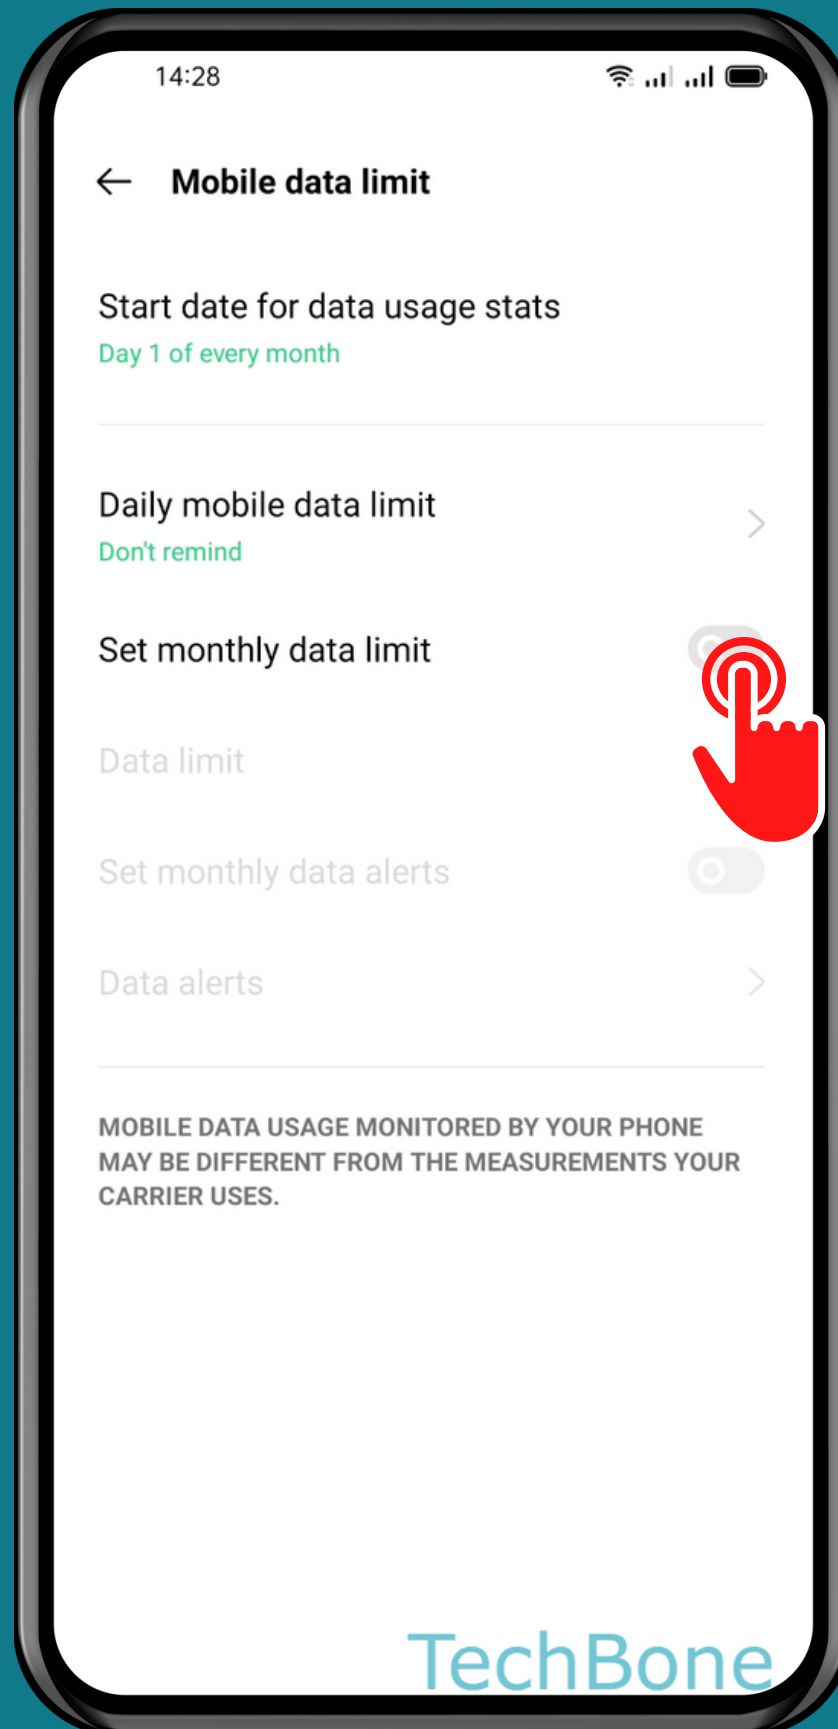 14:28
Mobile data limit
Start date for data usage stats
Day 1 of every month
Daily mobile data limit
Don't remind
Set monthly data limit
Data limit
Set monthly data alerts
Data alerts
MOBILE DATA USAGE MONITORED BY YOUR PHONE
MAY BE DIFFERENT FROM THE MEASUREMENTS YOUR
CARRIER USES.
TechBone